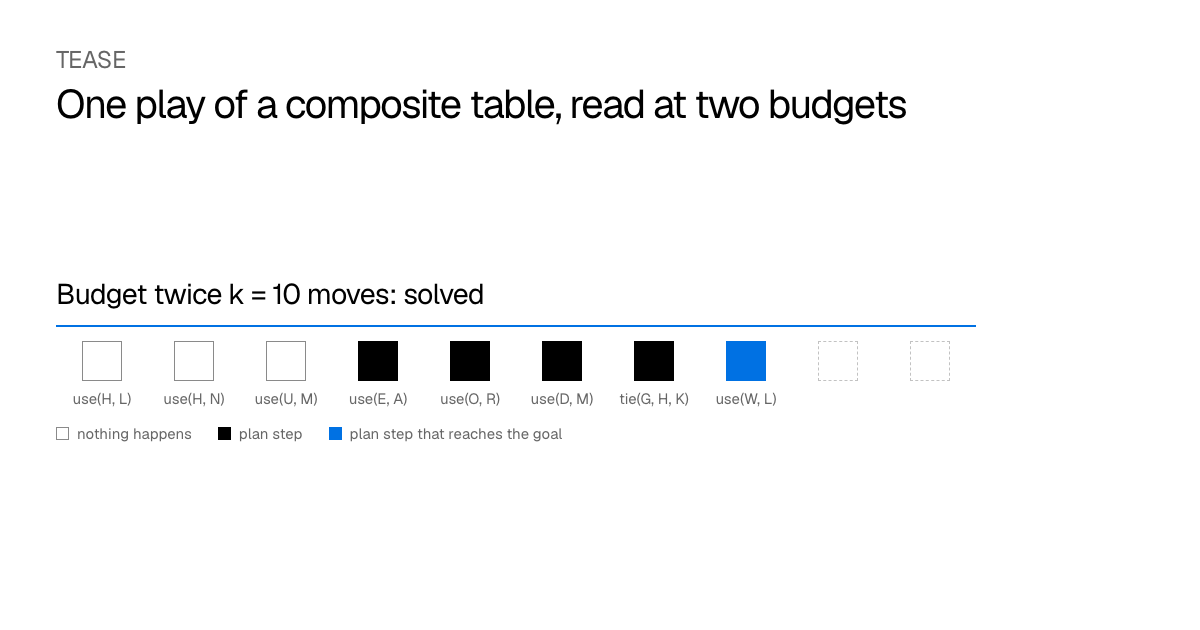 TEASE
One play of a composite table, read at two budgets
Budget twice k = 10 moves: solved
use(H, L) use(H, N) use(U, M) use(E, A) use(O, R) use(D, M) tie(G, H, K) use(W, L)
nothing happens plan step plan step that reaches the goal